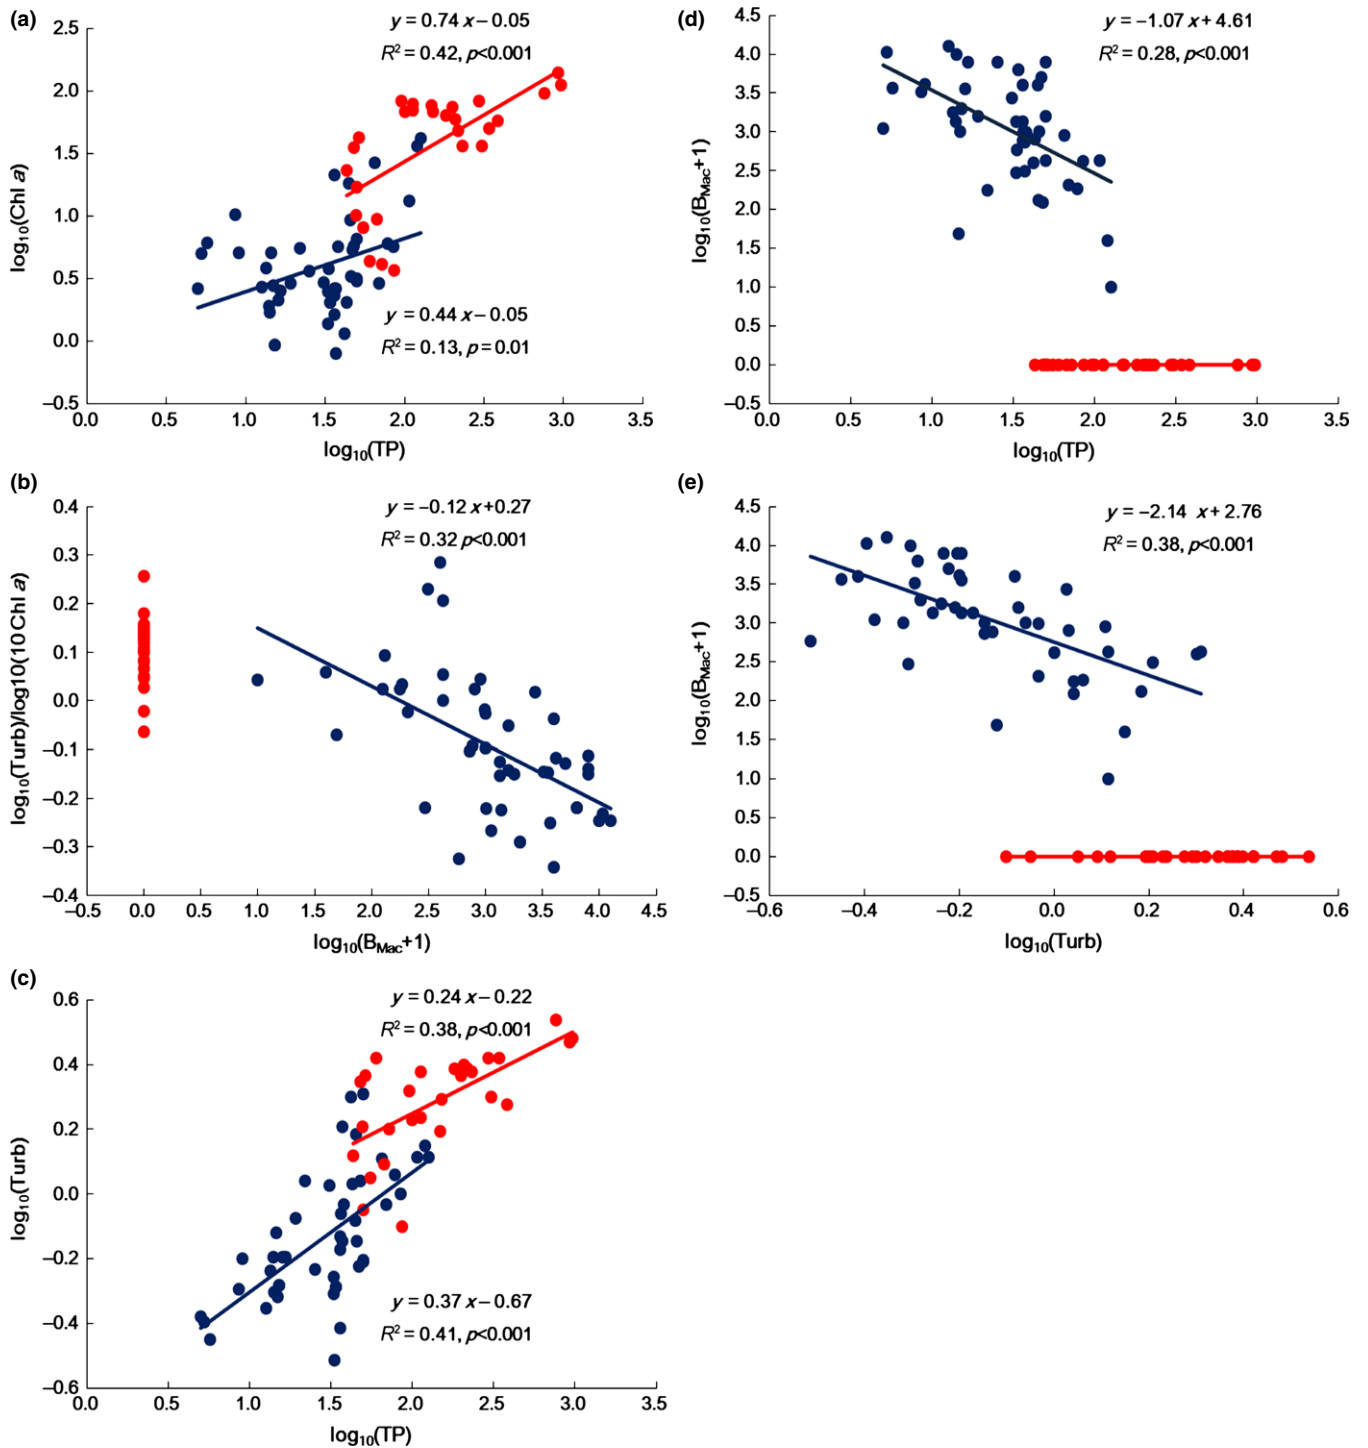 (a)
y = 0.74 x – 0.05
R² = 0.42, p<0.001
2.5
2.0
1.5
1.0
0.5
0.0
–0.5
log₁₀(Chl a)
y = 0.44 x – 0.05
R² = 0.13, p = 0.01
0.0 1.0 1.5 2.0 2.5 3.0 3.5
log₁₀(TP)
(d)
y = –1.07 x + 4.61
R² = 0.28, p<0.001
4.5
4.0
3.5
3.0
2.5
2.0
1.5
1.0
0.5
0.0
–0.5
log₁₀(B_Mac+1)
0.0 0.5 1.0 1.5 2.0 2.5 3.0 3.5
log₁₀(TP)
(b)
y = –0.12 x+0.27
R² = 0.32 p<0.001
0.4
0.3
0.2
0.1
0.0
–0.1
–0.2
–0.3
–0.4
log₁₀(Turb)/log10(10 Chl a)
–0.5 0.0 0.5 1.0 1.5 2.0 2.5 3.0 3.5 4.0 4.5
log₁₀(B_Mac+1)
(e)
y = –2.14 x + 2.76
R² = 0.38, p<0.001
4.5
4.0
3.5
3.0
2.5
2.0
1.5
1.0
0.5
0.0
–0.5
log₁₀(B_Mac+1)
–0.6 –0.4 –0.2 0.0 0.2 0.4 0.6
log₁₀(Turb)
(c)
y = 0.24 x – 0.22
R² = 0.38, p<0.001
0.6
0.4
0.2
0.0
–0.2
–0.4
–0.6
log₁₀(Turb)
y = 0.37 x – 0.67
R² = 0.41, p<0.001
0.0 0.5 1.0 1.5 2.0 2.5 3.0 3.5
log₁₀(TP)